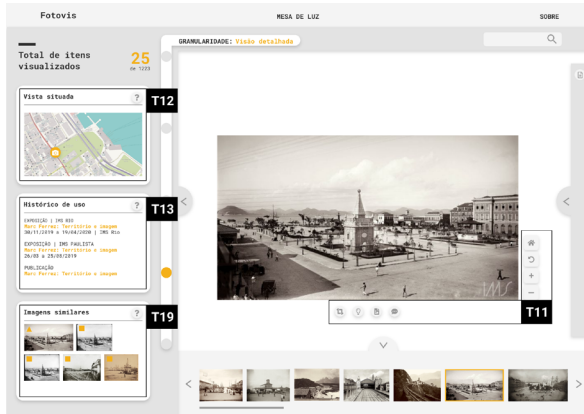 Fotovis
MESA DE LUZ
SOBRE
Total de itens
visualizados
25
de 1223
GRANULARIDADE: Visão detalhada
Vista situada
?
T12
Histórico de uso
?
T13
EXPOSIÇÃO | IMS RIO
Marc Ferrez: Território e imagem
30/11/2019 a 19/04/2020 | IMS Rio
EXPOSIÇÃO | IMS PAULISTA
Marc Ferrez: Território e imagem
26/03 a 25/08/2019
PUBLICAÇÃO
Marc Ferrez: Território e imagem
Imagens similares
?
T19
IMS
T11